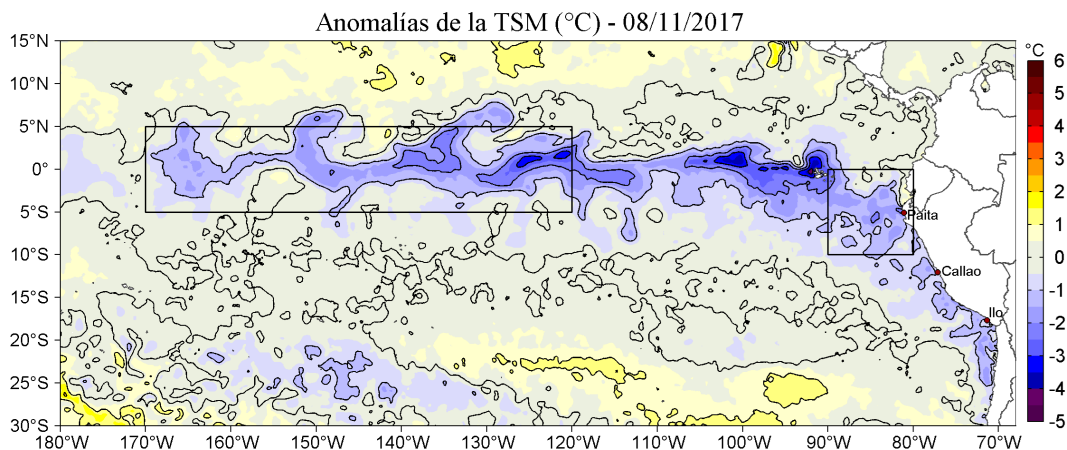 Anomalías de la TSM (°C) - 08/11/2017
15°N
10°N
5°N
0°
5°S
10°S
15°S
20°S
25°S
30°S
180°W
170°W
160°W
150°W
140°W
130°W
120°W
110°W
100°W
90°W
80°W
70°W
Paita
Callao
Ilo
°C
6
5
4
3
2
1
0
-1
-2
-3
-4
-5